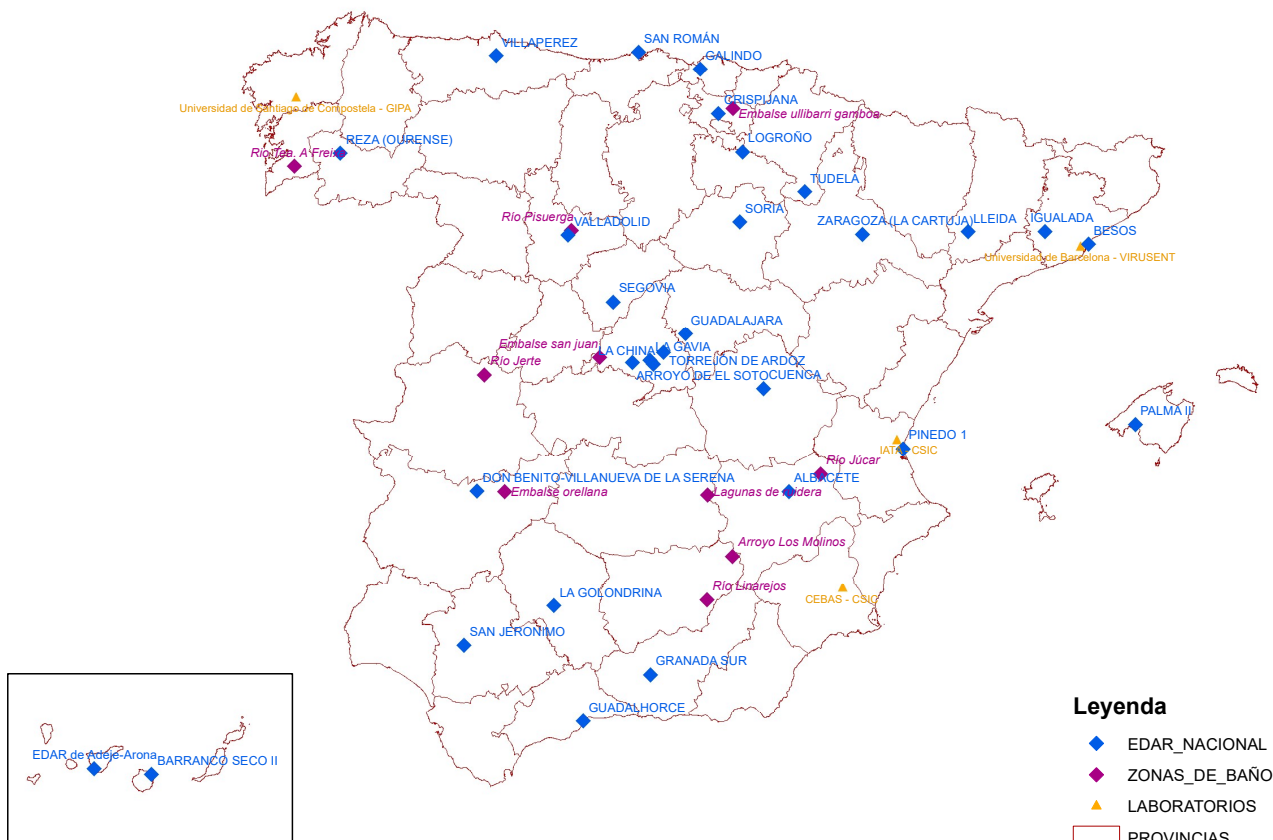 VILLAPEREZ
SAN ROMÁN
GALINDO
CRISPIJANA
Embalse ullibarri gamboa
Universidad de Santiago de Compostela - GIPA
REZA (OURENSE)
Rio Tea. A Freixa
LOGROÑO
TUDELA
SORIA
Río Pisuerga
VALLADOLID
ZARAGOZA (LA CARTUJA)
LLEIDA
IGUALADA
BESOS
Universidad de Barcelona - VIRUSENT
SEGOVIA
GUADALAJARA
Embalse san juan
LA CHINA
LA GAVIA
TORREJÓN DE ARDOZ
ARROYO DE EL SOTO
CUENCA
Río Jerte
PALMA II
PINEDO 1
IATA - CSIC
Río Júcar
DON BENITO-VILLANUEVA DE LA SERENA
Embalse orellana
Lagunas de ruidera
ALBACETE
Arroyo Los Molinos
Río Linarejos
CEBAS - CSIC
LA GOLONDRINA
SAN JERONIMO
GRANADA SUR
GUADALHORCE
EDAR de Adeje-Arona
BARRANCO SECO II
Leyenda
EDAR_NACIONAL
ZONAS_DE_BAÑO
LABORATORIOS
PROVINCIAS